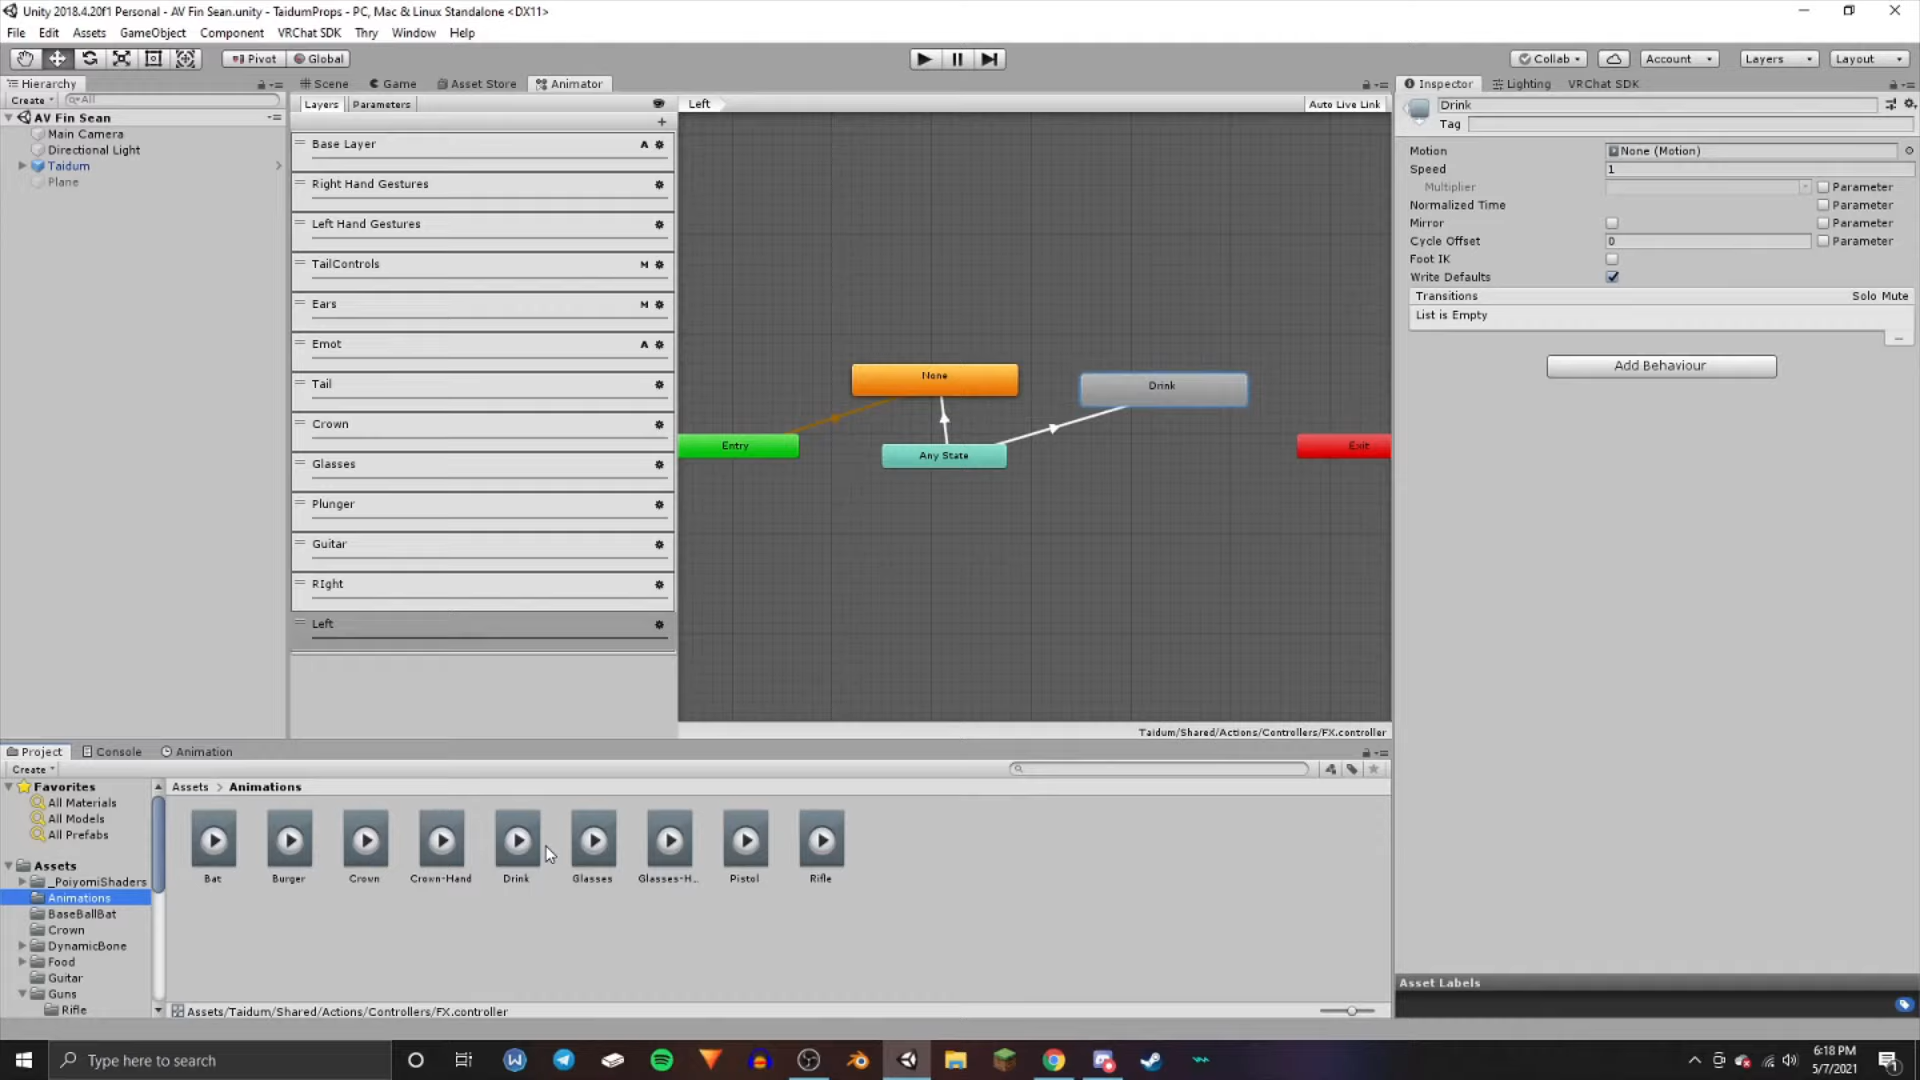 Unity 2018.4.20f1 Personal - AV Fin Sean.unity - TaidumProps - PC, Mac & Linux Standalone <DX11>
File Edit Assets GameObject Component VRChat SDK Thry Window Help
Pivot Global Collab Account Layers Layout
Hierarchy Scene Game Asset Store Animator Inspector Lighting VRChat SDK
Create All Layers Parameters Left Auto Live Link Drink
AV Fin Sean
Tag
Main Camera
Directional Light
Taidum
Plane
Base Layer A
Right Hand Gestures
Left Hand Gestures
TailControls M
Ears M
Emot A
Tail
Crown
Glasses
Plunger
Guitar
RIght
Left
None
Drink
Entry
Any State
Exit
Taidum/Shared/Actions/Controllers/FX.controller
Motion None (Motion)
Speed 1
Multiplier Parameter
Normalized Time Parameter
Mirror Parameter
Cycle Offset 0 Parameter
Foot IK
Write Defaults
Transitions Solo Mute
List is Empty
Add Behaviour
Asset Labels
Project Console Animation
Create
Favorites
All Materials
All Models
All Prefabs
Assets
_PoiyomiShaders
Animations
BaseBallBat
Crown
DynamicBone
Food
Guitar
Guns
Rifle
Assets > Animations
Bat Burger Crown Crown-Hand Drink Glasses Glasses-H... Pistol Rifle
Assets/Taidum/Shared/Actions/Controllers/FX.controller
Type here to search
6:18 PM
5/7/2021
1